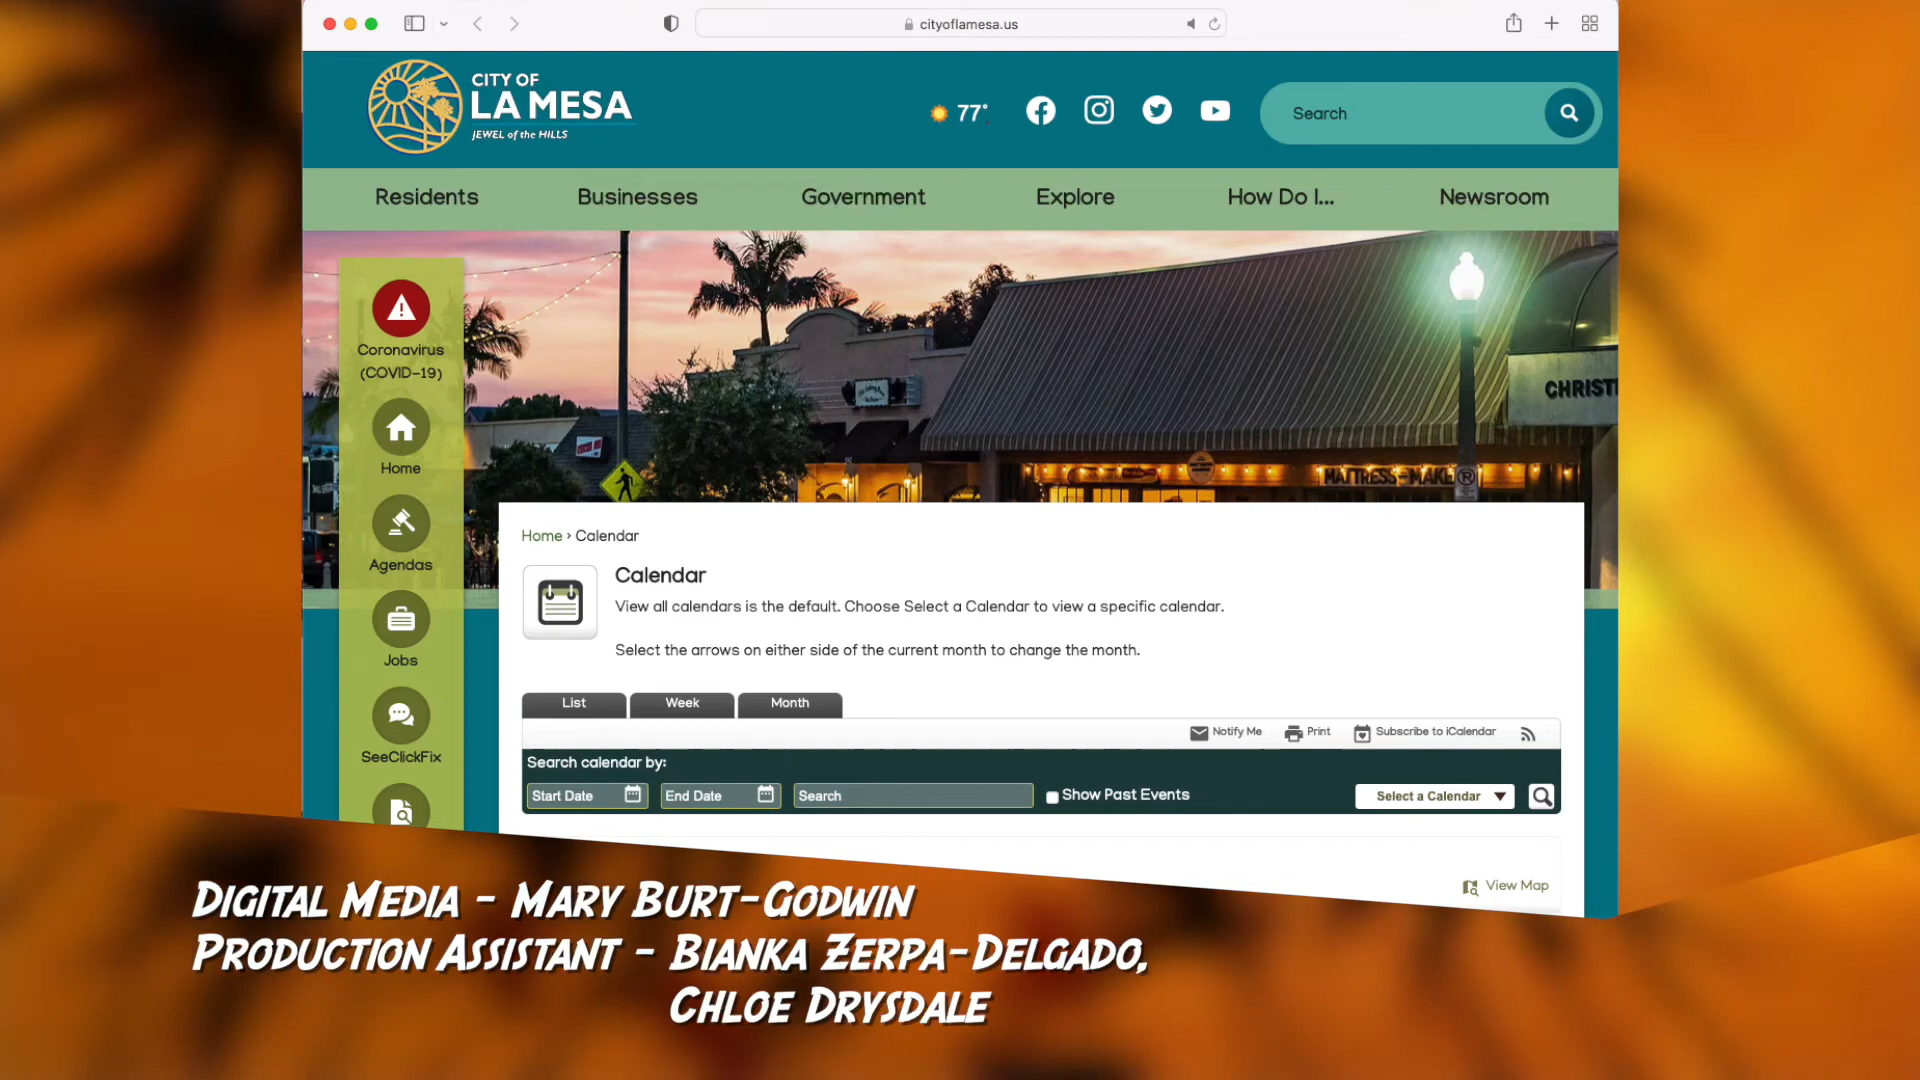 cityoflamesa.us
CITY OF
LA MESA
JEWEL of the HILLS
77°
Search
Residents
Businesses
Government
Explore
How Do I...
Newsroom
Coronavirus
(COVID-19)
Home
Agendas
Jobs
SeeClickFix
CHRIST
MATTRESS-MAKE
Home › Calendar
Calendar
View all calendars is the default. Choose Select a Calendar to view a specific calendar.
Select the arrows on either side of the current month to change the month.
List
Week
Month
Notify Me
Print
Subscribe to iCalendar
Search calendar by:
Start Date
End Date
Search
Show Past Events
Select a Calendar
View Map
DIGITAL MEDIA - MARY BURT-GODWIN
PRODUCTION ASSISTANT - BIANKA ZERPA-DELGADO,
CHLOE DRYSDALE